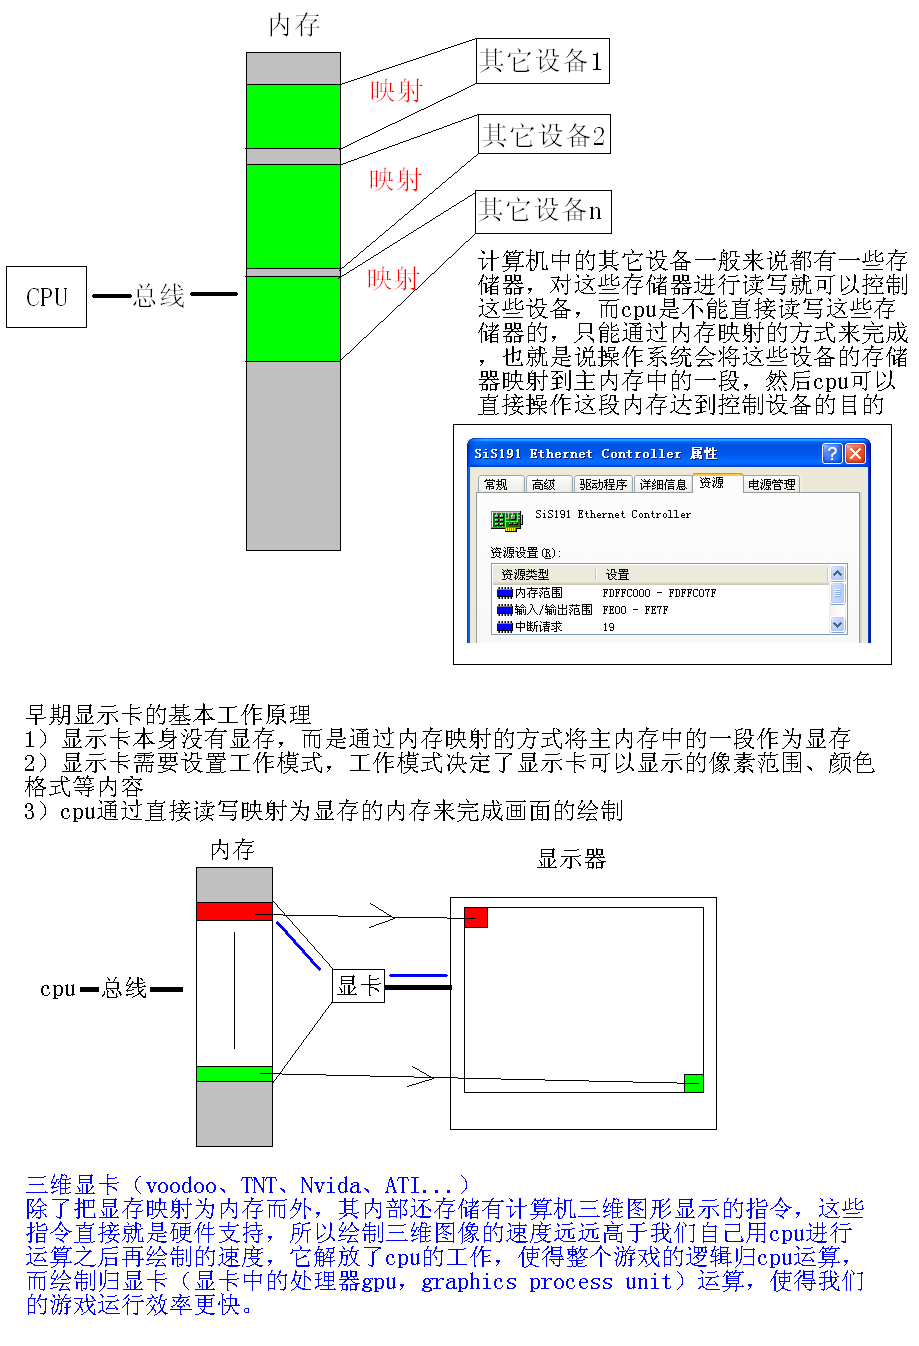 内存
其它设备1
映射
其它设备2
映射
其它设备n
映射
CPU
总线
计算机中的其它设备一般来说都有一些存
储器，对这些存储器进行读写就可以控制
这些设备，而cpu是不能直接读写这些存
储器的，只能通过内存映射的方式来完成
，也就是说操作系统会将这些设备的存储
器映射到主内存中的一段，然后cpu可以
直接操作这段内存达到控制设备的目的
SiS191 Ethernet Controller 属性
常规 高级 驱动程序 详细信息 资源 电源管理
SiS191 Ethernet Controller
资源设置(R):
资源类型 设置
内存范围 FDFFC000 - FDFFC07F
输入/输出范围 FE00 - FE7F
中断请求 19
早期显示卡的基本工作原理
1）显示卡本身没有显存，而是通过内存映射的方式将主内存中的一段作为显存
2）显示卡需要设置工作模式，工作模式决定了显示卡可以显示的像素范围、颜色
格式等内容
3）cpu通过直接读写映射为显存的内存来完成画面的绘制
内存
显示器
cpu
总线
显卡
三维显卡（voodoo、TNT、Nvida、ATI...）
除了把显存映射为内存而外，其内部还存储有计算机三维图形显示的指令，这些
指令直接就是硬件支持，所以绘制三维图像的速度远远高于我们自己用cpu进行
运算之后再绘制的速度，它解放了cpu的工作，使得整个游戏的逻辑归cpu运算，
而绘制归显卡（显卡中的处理器gpu，graphics process unit）运算，使得我们
的游戏运行效率更快。